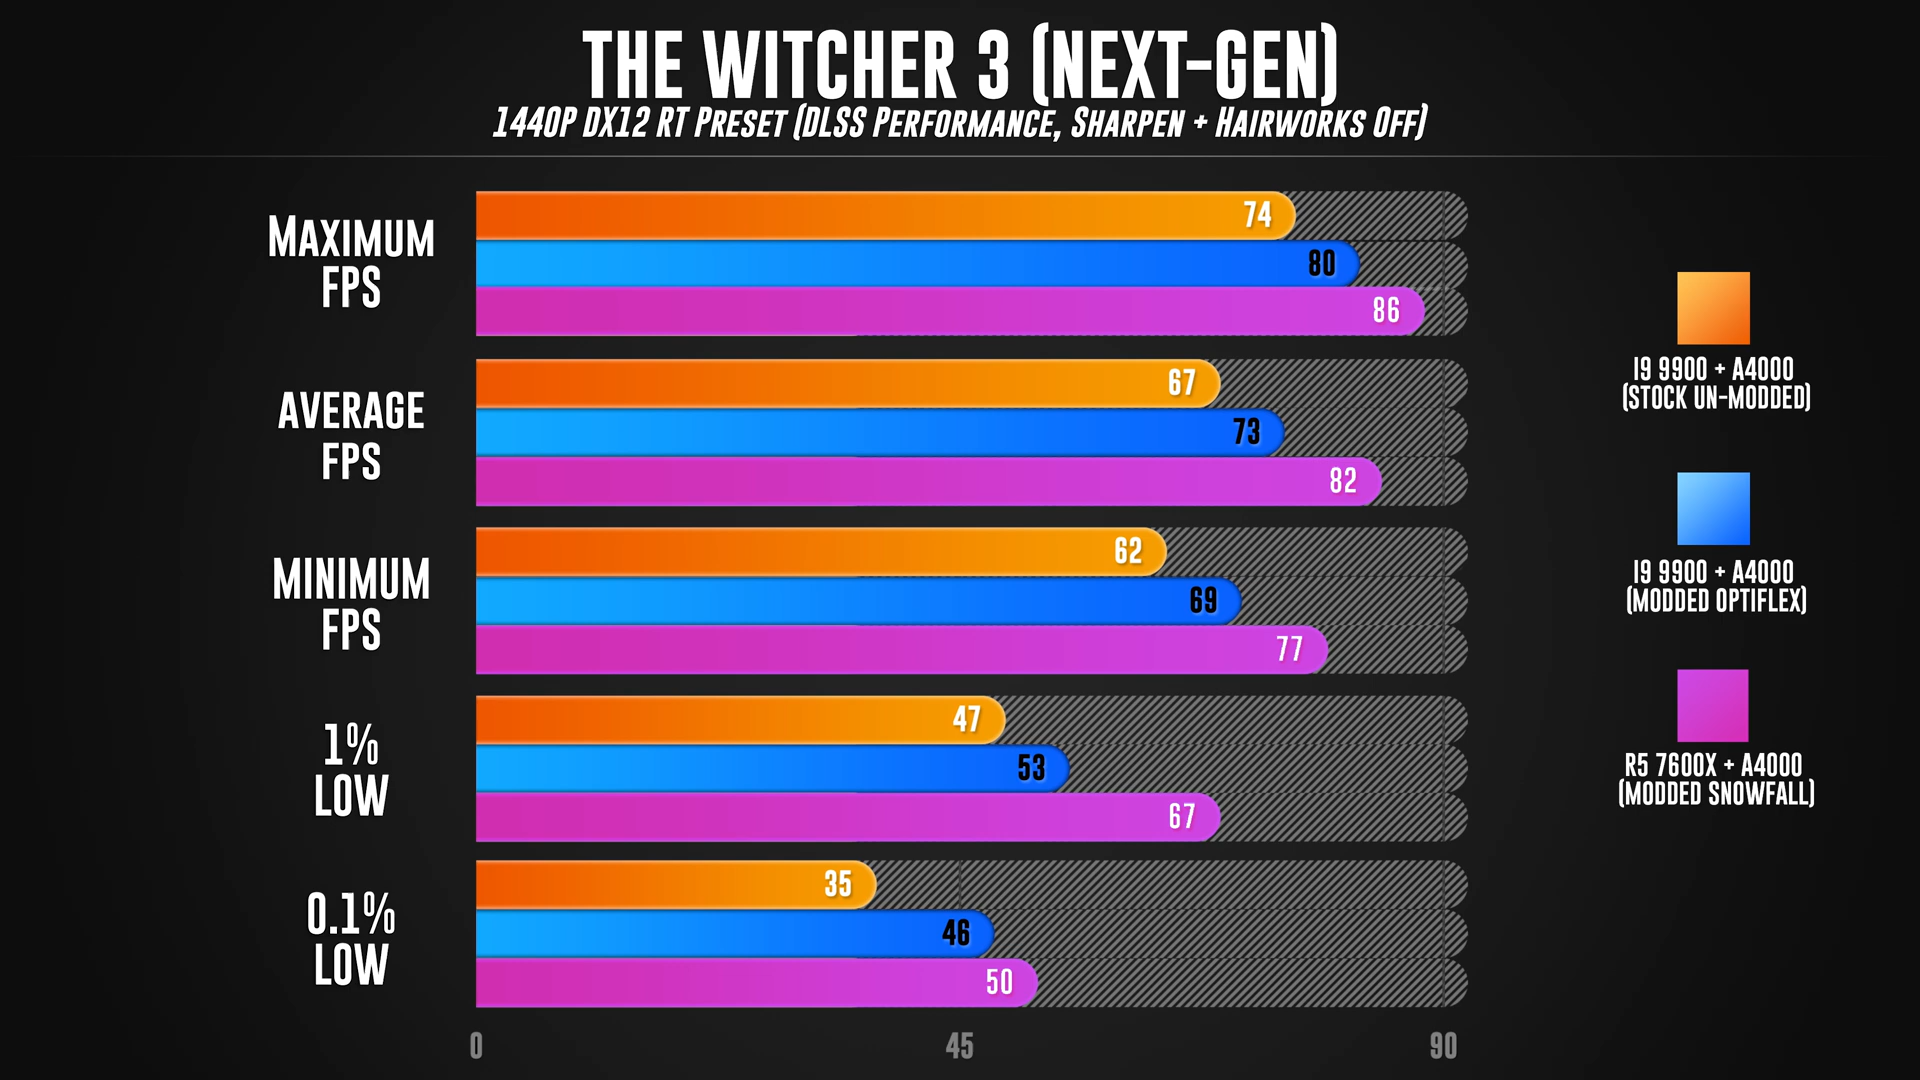 THE WITCHER 3 (NEXT-GEN)
1440P DX12 RT PRESET (DLSS PERFORMANCE, SHARPEN + HAIRWORKS OFF)
MAXIMUM
FPS
74
80
86
AVERAGE
FPS
67
73
82
MINIMUM
FPS
62
69
77
1%
LOW
47
53
67
0.1%
LOW
35
46
50
0 45 90
I9 9900 + A4000
(STOCK UN-MODDED)
I9 9900 + A4000
(MODDED OPTIFLEX)
R5 7600X + A4000
(MODDED SNOWFALL)